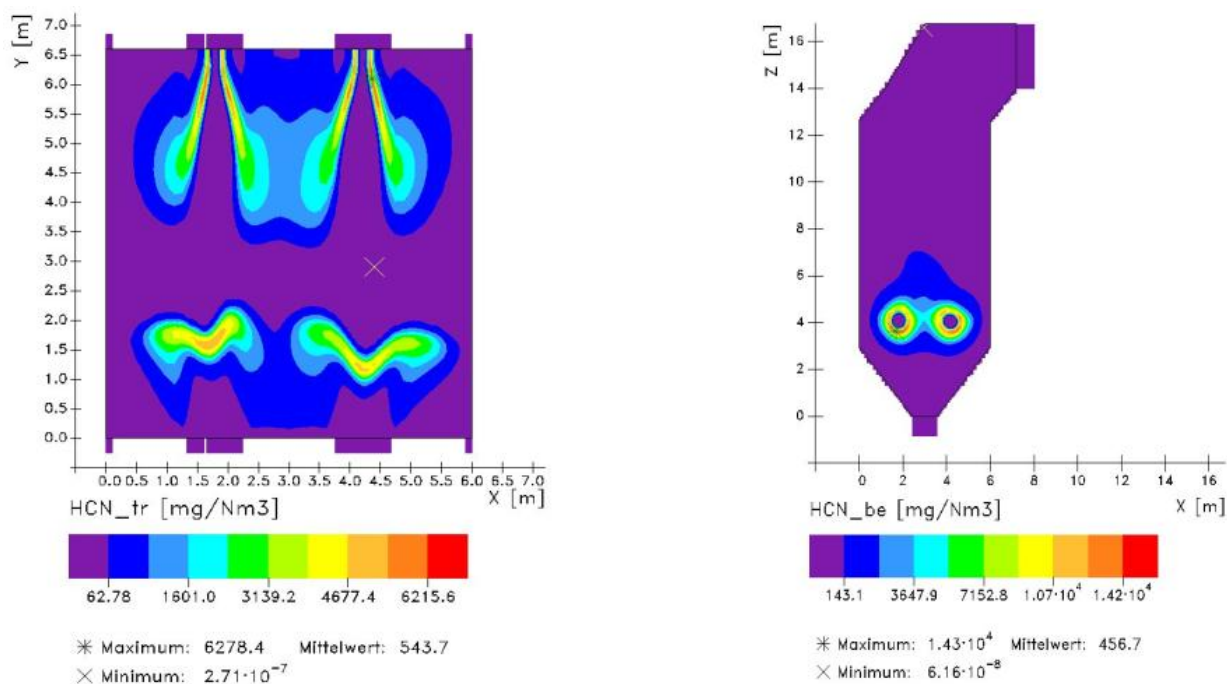 Y [m]
7.0
6.5
6.0
5.5
5.0
4.5
4.0
3.5
3.0
2.5
2.0
1.5
1.0
0.5
0.0
0.0 0.5 1.0 1.5 2.0 2.5 3.0 3.5 4.0 4.5 5.0 5.5 6.0 6.5 7.0
X [m]
HCN_tr [mg/Nm3]
62.78 1601.0 3139.2 4677.4 6215.6
Maximum: 6278.4 Mittelwert: 543.7
Minimum: 2.71·10⁻⁷
Z [m]
16
14
12
10
8
6
4
2
0
0 2 4 6 8 10 12 14 16
X [m]
HCN_be [mg/Nm3]
143.1 3647.9 7152.8 1.07·10⁴ 1.42·10⁴
Maximum: 1.43·10⁴ Mittelwert: 456.7
Minimum: 6.16·10⁻⁸